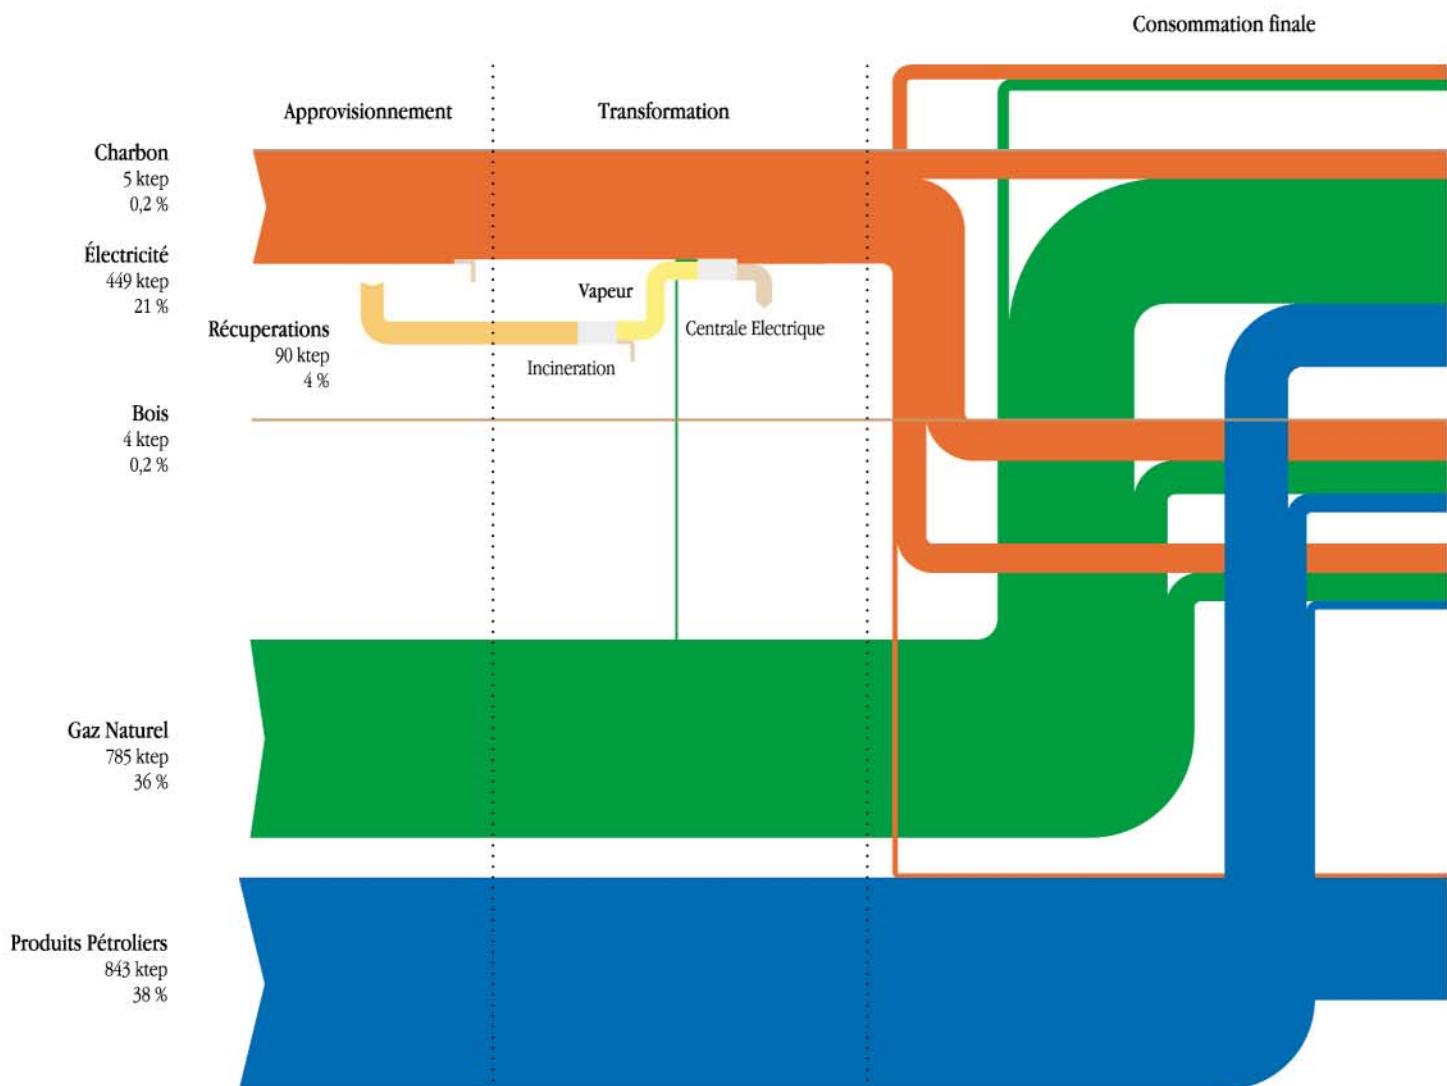 Consommation finale
Approvisionnement
Transformation
Charbon
5 ktep
0,2 %
Électricité
449 ktep
21 %
Vapeur
Récuperations
90 ktep
4 %
Centrale Electrique
Incineration
Bois
4 ktep
0,2 %
Gaz Naturel
785 ktep
36 %
Produits Pétroliers
843 ktep
38 %